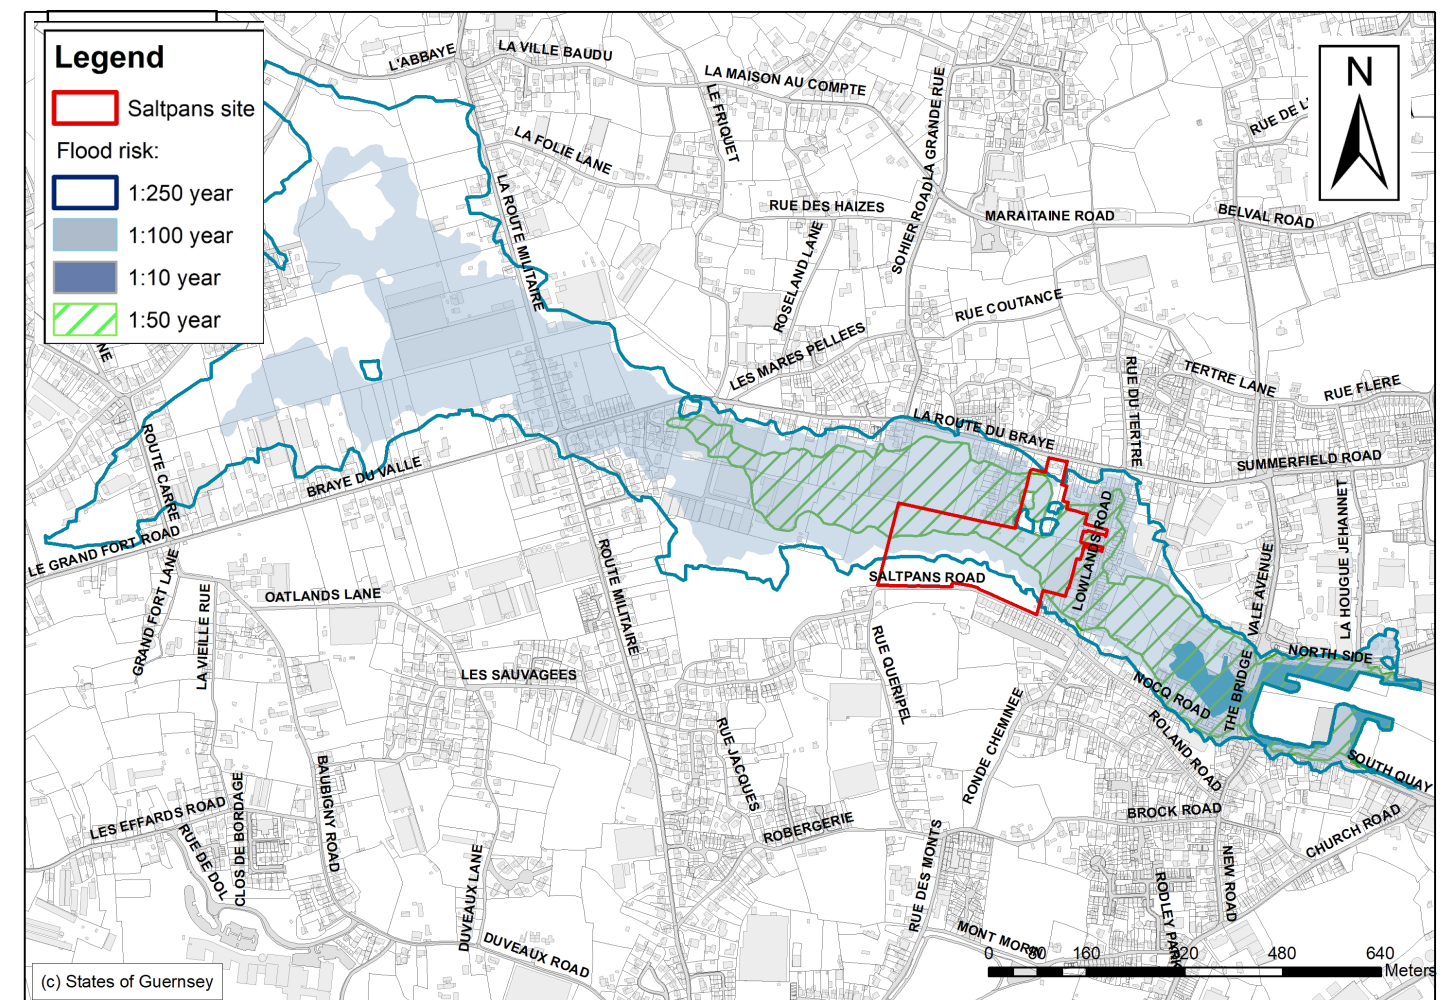 Legend
Saltpans site
Flood risk:
1:250 year
1:100 year
1:10 year
1:50 year
N
L'ABBAYE
LA VILLE BAUDU
LA MAISON AU COMPTE
LE FRIQUET
LA FOLIE LANE
LA ROUTE MILITAIRE
RUE DES HAIZES
ROSELAND LANE
SOHIER ROAD
LA GRANDE RUE
MARAITAINE ROAD
BELVAL ROAD
RUE DE
RUE COUTANCE
LES MARES PELLEES
LA ROUTE DU BRAYE
RUE DU TERTRE
TERTRE LANE
RUE FLERE
SUMMERFIELD ROAD
ROUTE CARRE
BRAYE DU VALLE
LE GRAND FORT ROAD
GRAND FORT LANE
LA VIEILLE RUE
OATLANDS LANE
ROUTE MILITAIRE
SALTPANS ROAD
LOWLANDS ROAD
VALE AVENUE
LA HOUGUE JEHANNET
NORTH SIDE
THE BRIDGE
NOCQ ROAD
ROLAND ROAD
SOUTH QUAY
LES SAUVAGEES
RUE QUERIPEL
RONDE CHEMINEE
RUE JACQUES
ROBERGERIE
BAUBIGNY ROAD
LES EFFARDS ROAD
RUE DE DOL
CLOS DE BORDAGE
DUVEAUX LANE
DUVEAUX ROAD
RUE DES MONTS
MONT MORIN
BROCK ROAD
NEW ROAD
RODLEY PARK
CHURCH ROAD
0 80 160 320 480 640
Meters
(c) States of Guernsey